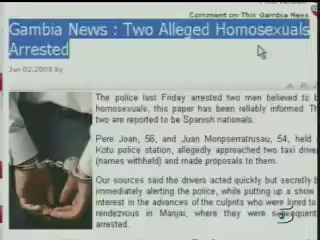 Comment on This Gambia News
Gambia News : Two Alleged Homosexuals
Arrested
Jun 02,2008 by
The police last Friday arrested two men believed to b
homosexuals, this paper has been reliably informed. Th
two are reported to be Spanish nationals.
Pere Joan, 56, and Juan Monpserratrusau, 54, held
Kotu police station, allegedly approached two taxi drive
(names withheld) and made proposals to them.
Our sources said the drivers acted quickly but secretly b
immediately alerting the police, while putting up a show
interest in the advances of the culprits who were lured to
rendezvous in Manjai, where they were subsequent
arrested.